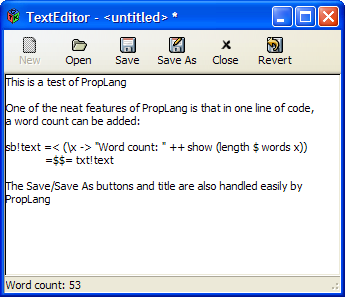 TextEditor - <untitled> *
New Open Save Save As Close Revert
This is a test of PropLang
One of the neat features of PropLang is that in one line of code,
a word count can be added:
sb!text =< (\x -> "Word count: " ++ show (length $ words x))
=$$= txt!text
The Save/Save As buttons and title are also handled easily by
PropLang
Word count: 53